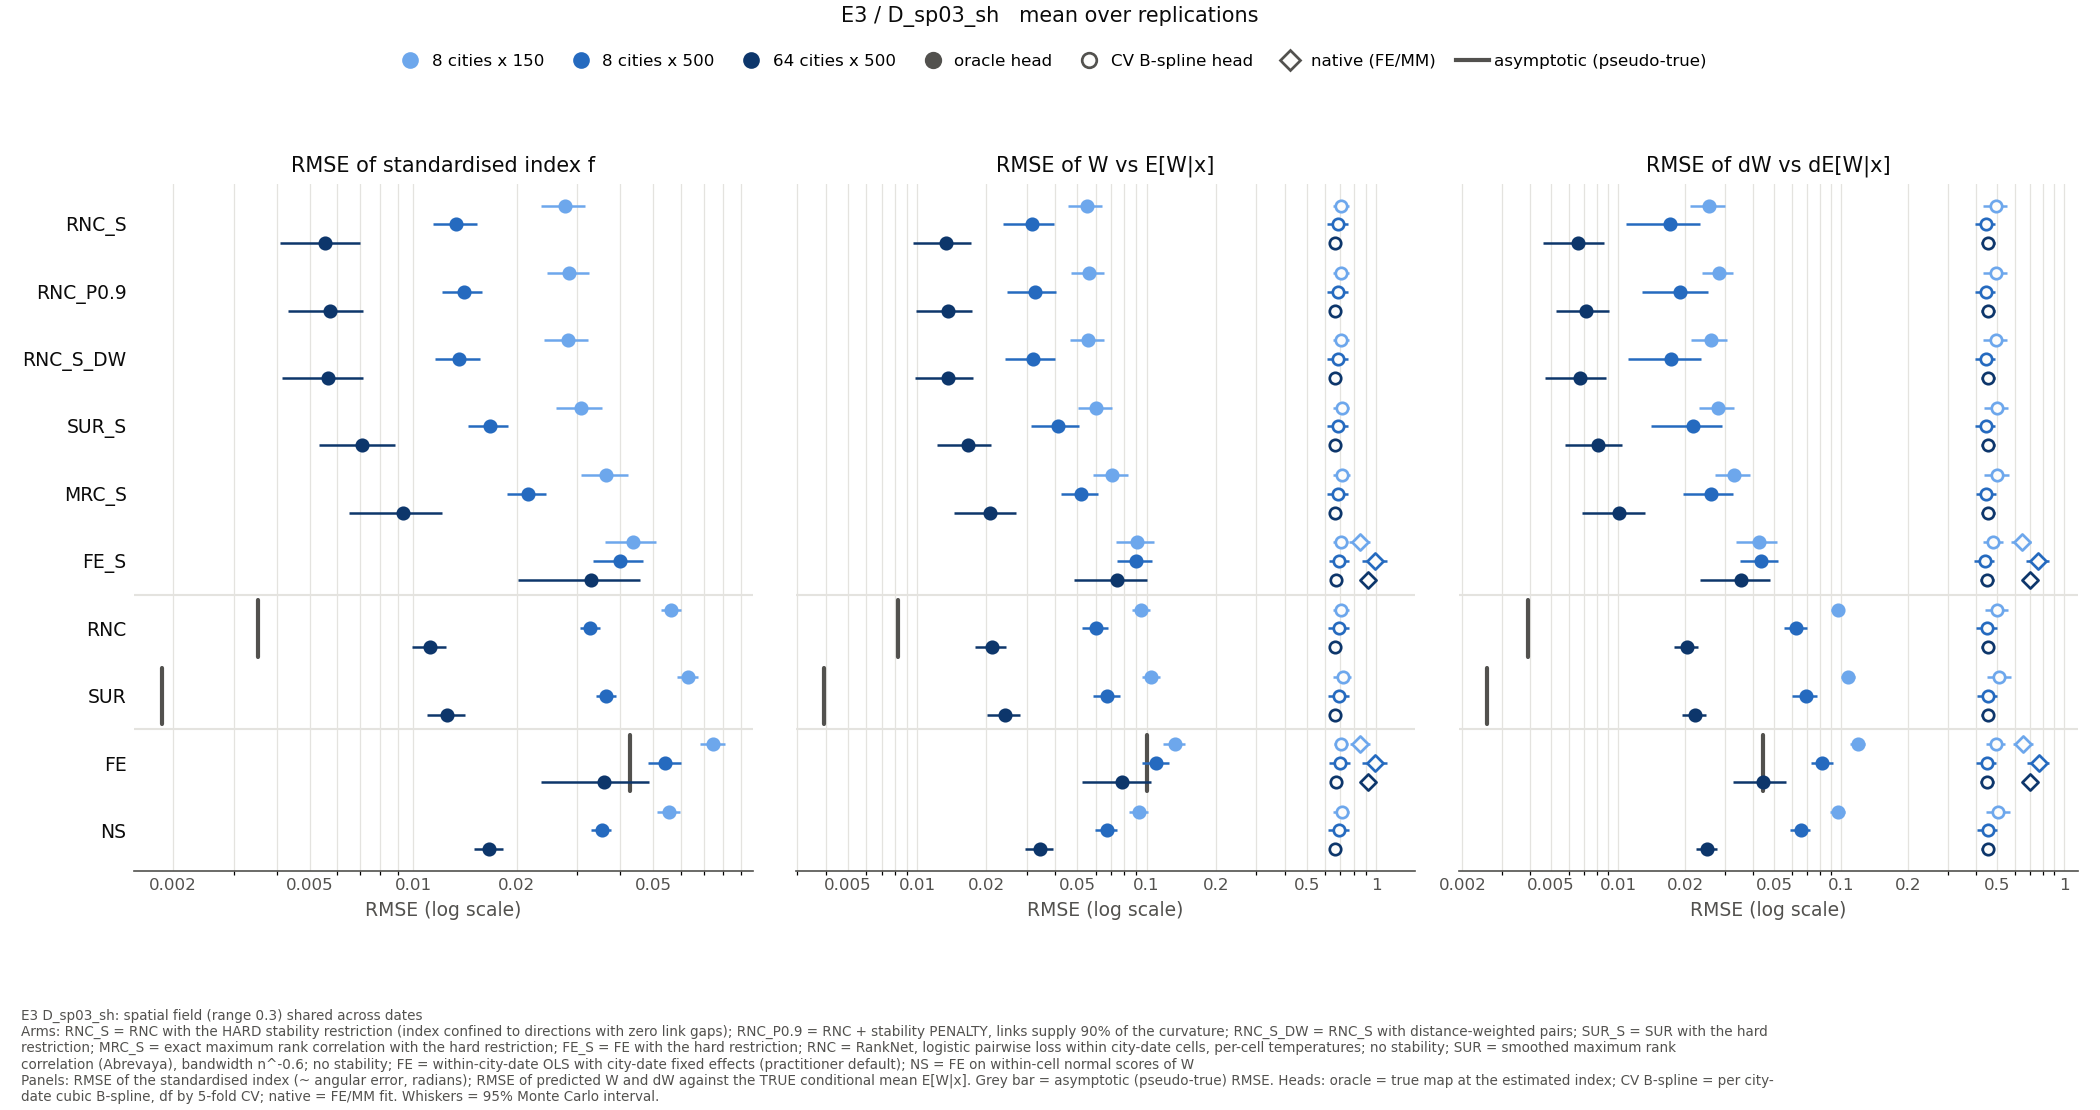 E3 / D_sp03_sh   mean over replications
8 cities x 150
8 cities x 500
64 cities x 500
oracle head
CV B-spline head
native (FE/MM)
asymptotic (pseudo-true)
RMSE of standardised index f
RMSE of W vs E[W|x]
RMSE of dW vs dE[W|x]
RNC_S
RNC_P0.9
RNC_S_DW
SUR_S
MRC_S
FE_S
RNC
SUR
FE
NS
0.002 0.005 0.01 0.02 0.05
0.005 0.01 0.02 0.05 0.1 0.2 0.5 1
0.002 0.005 0.01 0.02 0.05 0.1 0.2 0.5 1
RMSE (log scale)
RMSE (log scale)
RMSE (log scale)
E3 D_sp03_sh: spatial field (range 0.3) shared across dates
Arms: RNC_S = RNC with the HARD stability restriction (index confined to directions with zero link gaps); RNC_P0.9 = RNC + stability PENALTY, links supply 90% of the curvature; RNC_S_DW = RNC_S with distance-weighted pairs; SUR_S = SUR with the hard
restriction; MRC_S = exact maximum rank correlation with the hard restriction; FE_S = FE with the hard restriction; RNC = RankNet, logistic pairwise loss within city-date cells, per-cell temperatures; no stability; SUR = smoothed maximum rank
correlation (Abrevaya), bandwidth n^-0.6; no stability; FE = within-city-date OLS with city-date fixed effects (practitioner default); NS = FE on within-cell normal scores of W
Panels: RMSE of the standardised index (~ angular error, radians); RMSE of predicted W and dW against the TRUE conditional mean E[W|x]. Grey bar = asymptotic (pseudo-true) RMSE. Heads: oracle = true map at the estimated index; CV B-spline = per city-
date cubic B-spline, df by 5-fold CV; native = FE/MM fit. Whiskers = 95% Monte Carlo interval.